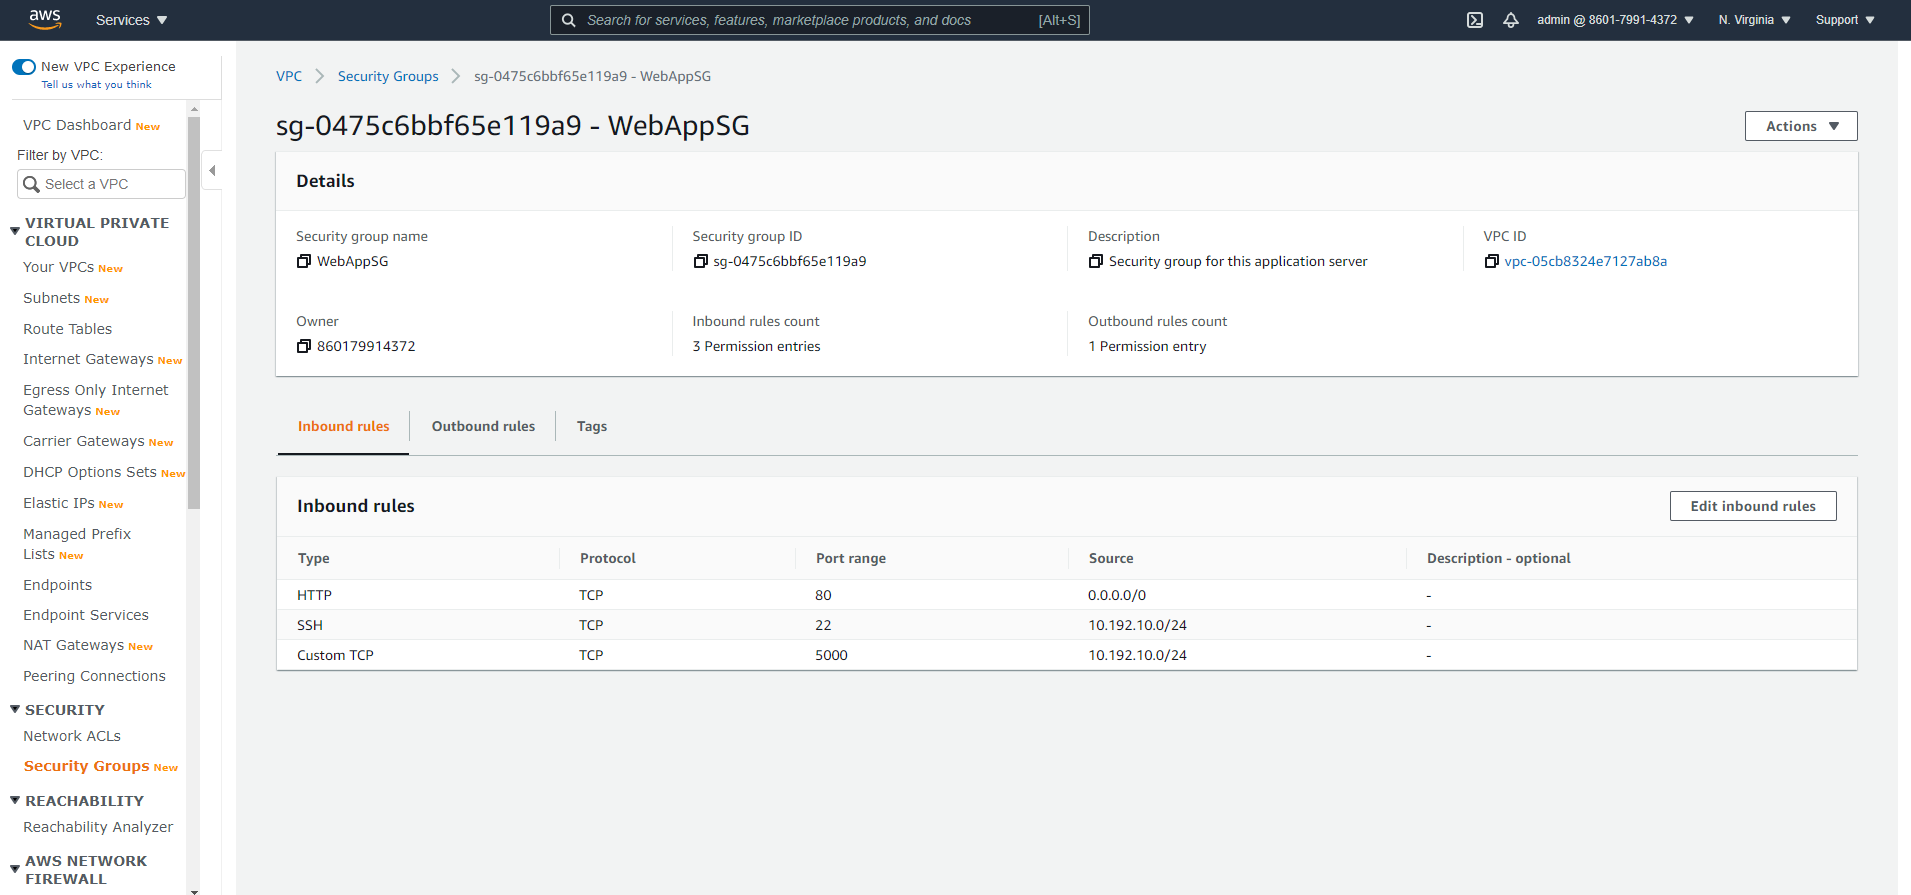 aws
Services
Search for services, features, marketplace products, and docs [Alt+S]
admin @ 8601-7991-4372
N. Virginia
Support
New VPC Experience
Tell us what you think
VPC Dashboard New
Filter by VPC:
Select a VPC
VIRTUAL PRIVATE
CLOUD
Your VPCs New
Subnets New
Route Tables
Internet Gateways New
Egress Only Internet
Gateways New
Carrier Gateways New
DHCP Options Sets New
Elastic IPs New
Managed Prefix
Lists New
Endpoints
Endpoint Services
NAT Gateways New
Peering Connections
SECURITY
Network ACLs
Security Groups New
REACHABILITY
Reachability Analyzer
AWS NETWORK
FIREWALL
VPC Security Groups sg-0475c6bbf65e119a9 - WebAppSG
sg-0475c6bbf65e119a9 - WebAppSG
Actions
Details
Security group name
WebAppSG
Security group ID
sg-0475c6bbf65e119a9
Description
Security group for this application server
VPC ID
vpc-05cb8324e7127ab8a
Owner
860179914372
Inbound rules count
3 Permission entries
Outbound rules count
1 Permission entry
Inbound rules Outbound rules Tags
Inbound rules
Edit inbound rules
Type Protocol Port range Source Description - optional
HTTP TCP 80 0.0.0.0/0 -
SSH TCP 22 10.192.10.0/24 -
Custom TCP TCP 5000 10.192.10.0/24 -